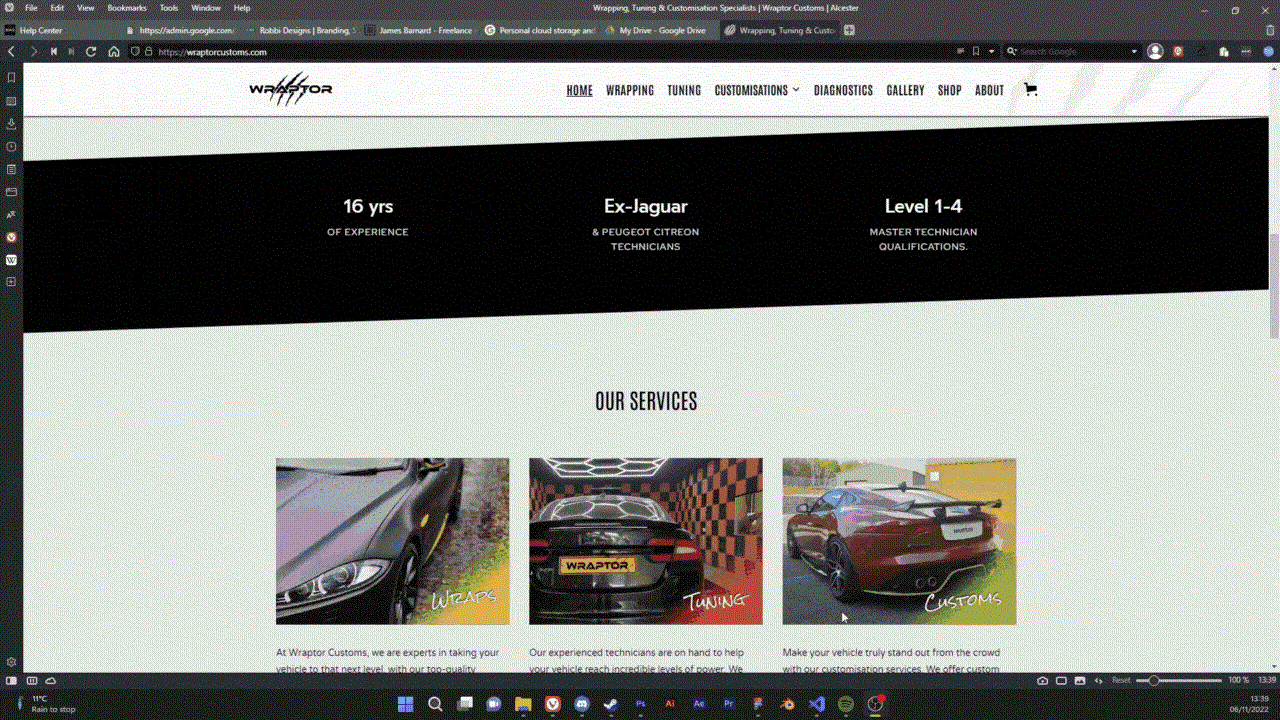 File Edit View Bookmarks Tools Window Help
Wrapping, Tuning & Customisation Specialists | Wraptor Customs | Alcester
Help Center
https://admin.google.com/
Robbi Designs | Branding,
James Barnard - Freelance
Personal cloud storage and
My Drive - Google Drive
Wrapping, Tuning & Custo
https://wraptorcustoms.com
Search Google
WRAPTOR
HOME WRAPPING TUNING CUSTOMISATIONS DIAGNOSTICS GALLERY SHOP ABOUT
16 yrs
OF EXPERIENCE
Ex-Jaguar
& PEUGEOT CITREON
TECHNICIANS
Level 1-4
MASTER TECHNICIAN
QUALIFICATIONS.
OUR SERVICES
WRAPS
WRAPTOR
TUNING
CUSTOMS
At Wraptor Customs, we are experts in taking your
vehicle to that next level, with our top-quality
Our experienced technicians are on hand to help
your vehicle reach incredible levels of power. We
Make your vehicle truly stand out from the crowd
with our customisation services. We offer custom
Reset 100 % 13:39
11°C
Rain to stop
13:39
06/11/2022